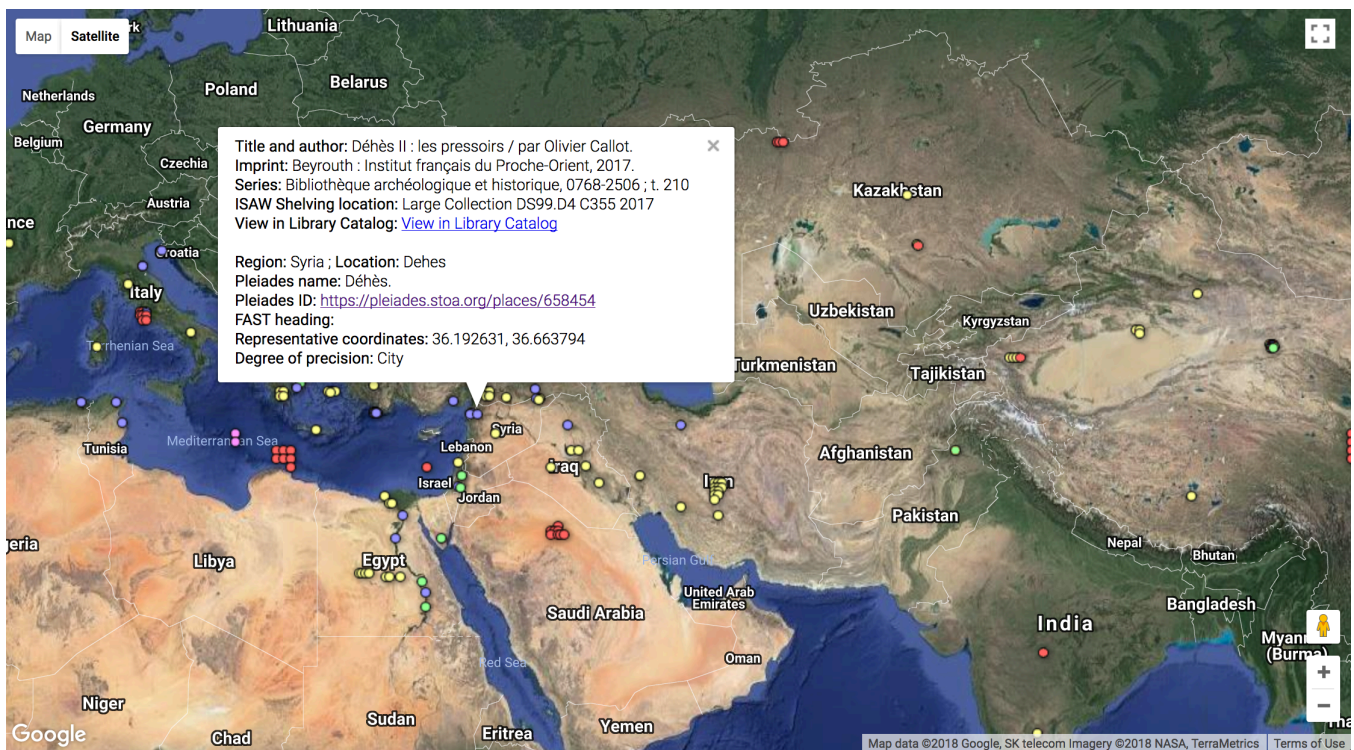 Map
Satellite
rk
Lithuania
Belarus
Poland
Netherlands
Germany
Belgium
Czechia
Austria
nce
Croatia
Italy
Tyrrhenian Sea
Title and author: Déhès II : les pressoirs / par Olivier Callot.
Imprint: Beyrouth : Institut français du Proche-Orient, 2017.
Series: Bibliothèque archéologique et historique, 0768-2506 ; t. 210
ISAW Shelving location: Large Collection DS99.D4 C355 2017
View in Library Catalog: View in Library Catalog
Region: Syria ; Location: Dehes
Pleiades name: Déhès.
Pleiades ID: https://pleiades.stoa.org/places/658454
FAST heading:
Representative coordinates: 36.192631, 36.663794
Degree of precision: City
Kazakhstan
Uzbekistan
Kyrgyzstan
Turkmenistan
Tajikistan
Tunisia
Mediterranean Sea
Syria
Lebanon
Iraq
Iran
Israel
Jordan
Afghanistan
Pakistan
Nepal
Bhutan
geria
Libya
Egypt
Persian Gulf
United Arab
Emirates
Saudi Arabia
Bangladesh
India
Myanmar
(Burma)
Oman
Red Sea
Niger
Chad
Sudan
Eritrea
Yemen
Tha
Google
Map data ©2018 Google, SK telecom Imagery ©2018 NASA, TerraMetrics
Terms of Use